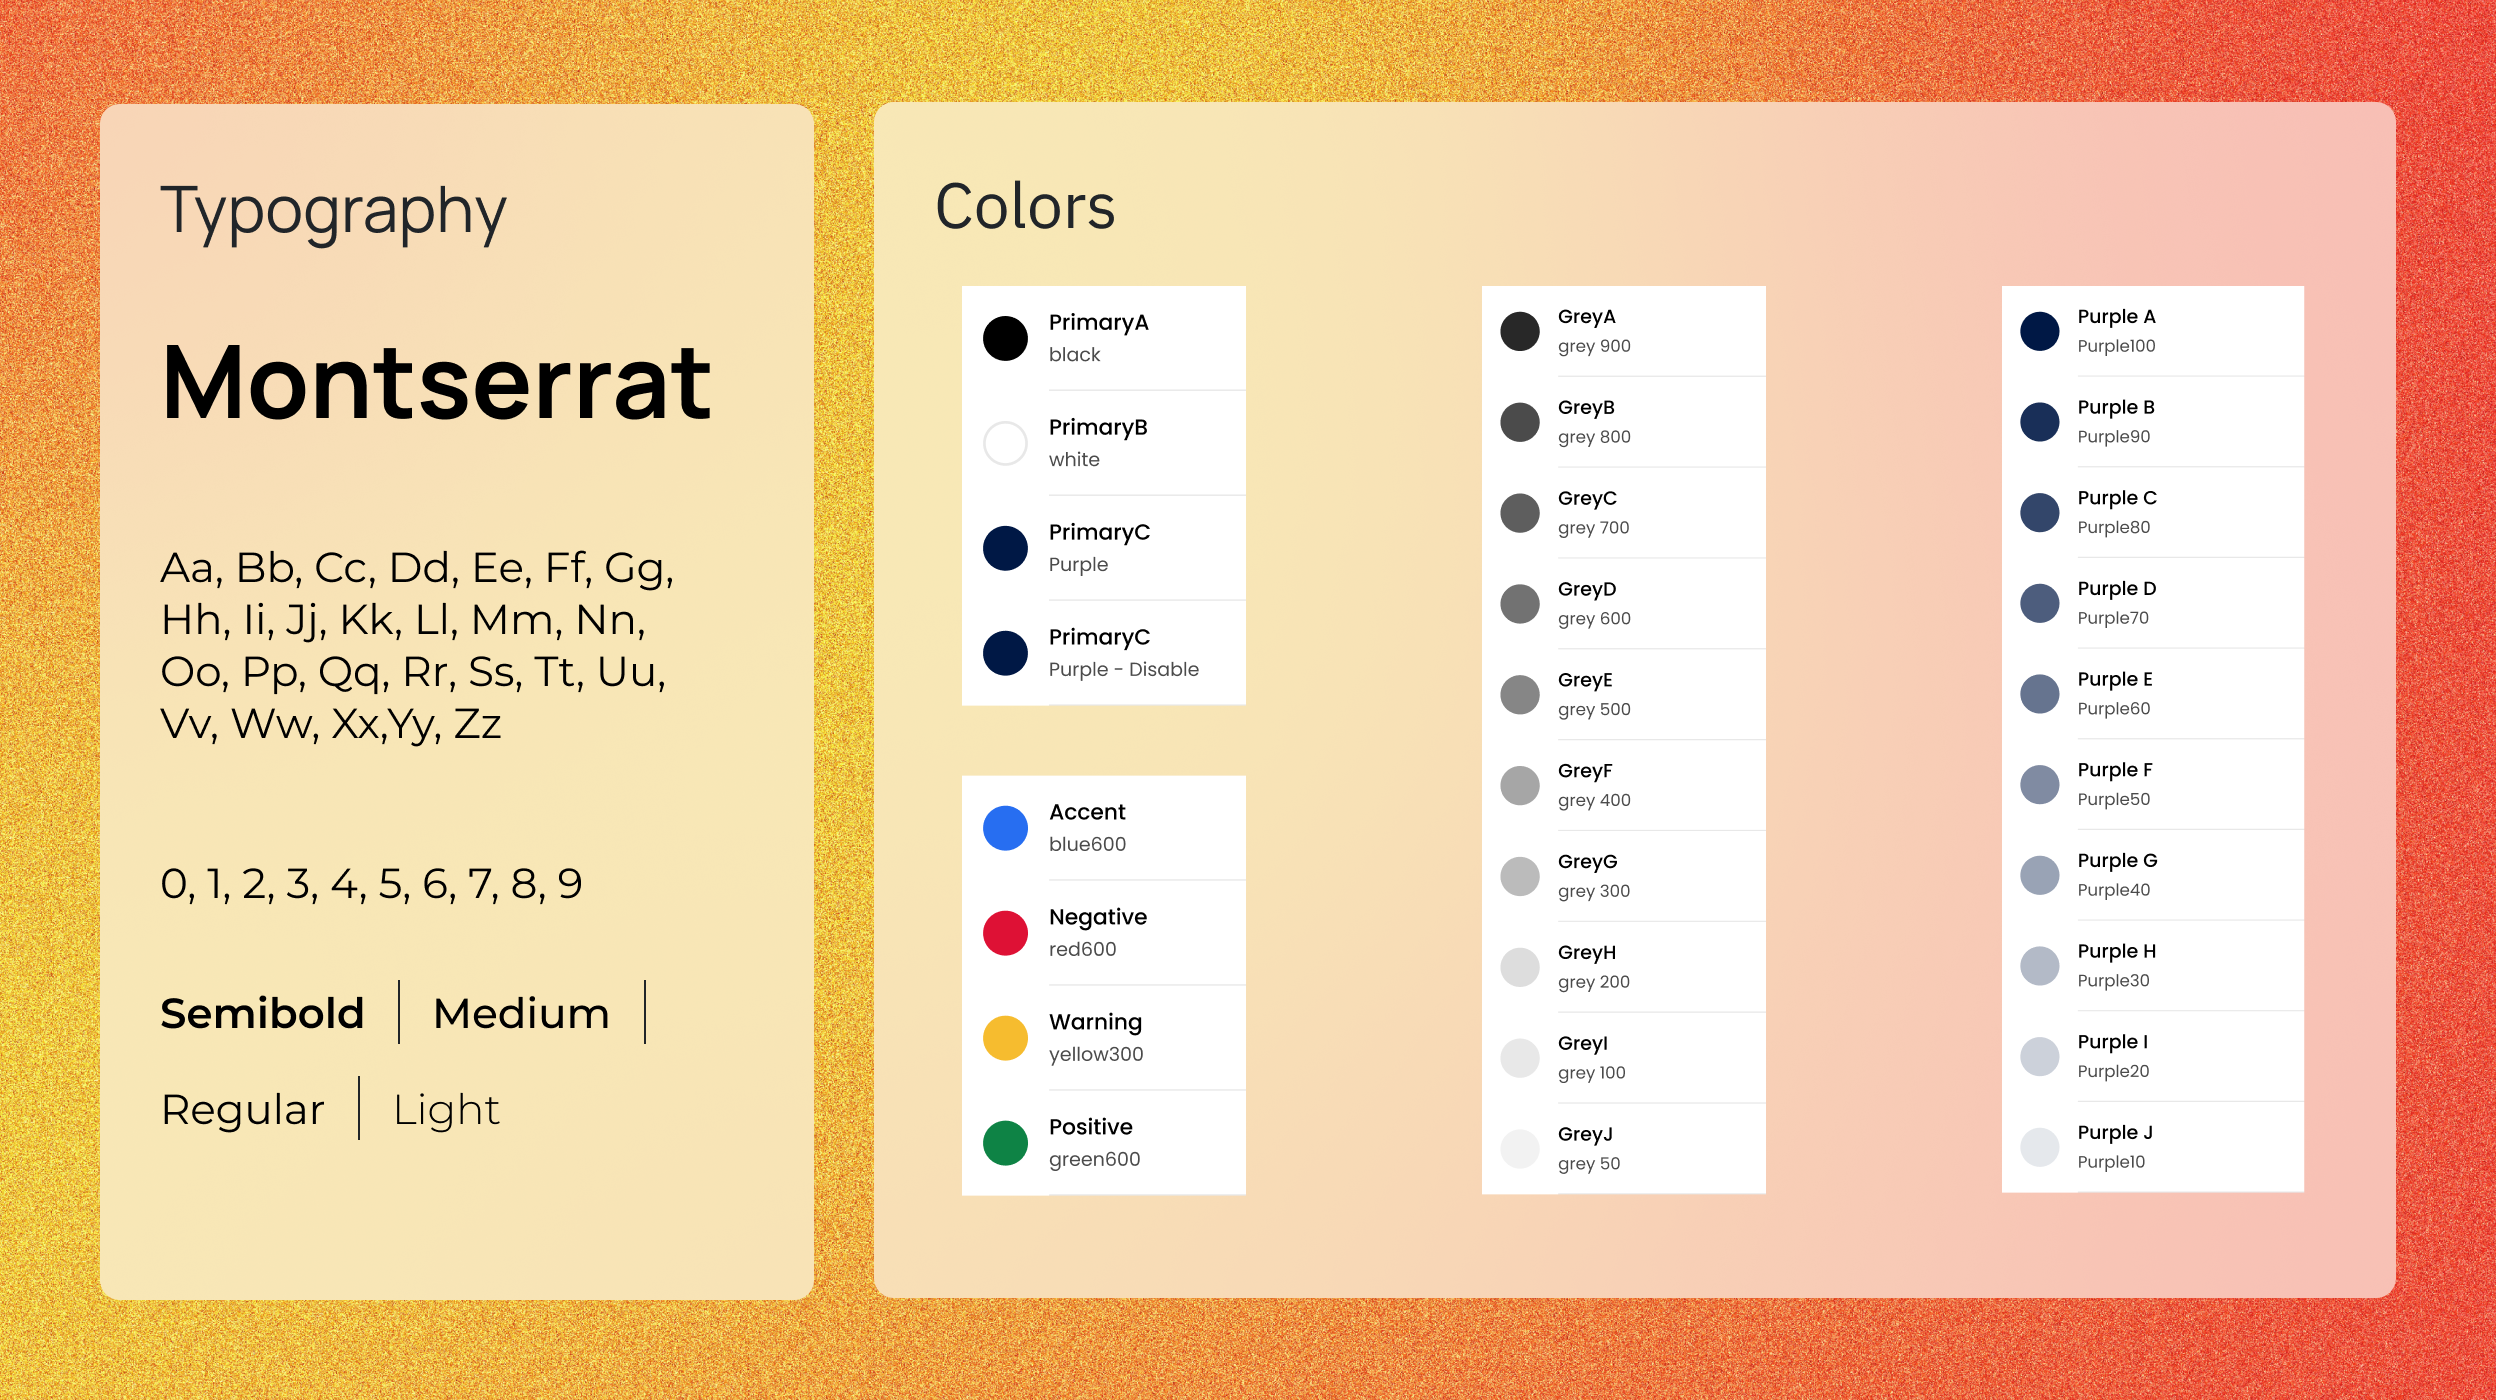 Typography
Montserrat
Aa, Bb, Cc, Dd, Ee, Ff, Gg,
Hh, Ii, Jj, Kk, Ll, Mm, Nn,
Oo, Pp, Qq, Rr, Ss, Tt, Uu,
Vv, Ww, Xx,Yy, Zz
0, 1, 2, 3, 4, 5, 6, 7, 8, 9
Semibold | Medium |
Regular | Light
Colors
PrimaryA
black
PrimaryB
white
PrimaryC
Purple
PrimaryC
Purple - Disable
Accent
blue600
Negative
red600
Warning
yellow300
Positive
green600
GreyA
grey 900
GreyB
grey 800
GreyC
grey 700
GreyD
grey 600
GreyE
grey 500
GreyF
grey 400
GreyG
grey 300
GreyH
grey 200
GreyI
grey 100
GreyJ
grey 50
Purple A
Purple100
Purple B
Purple90
Purple C
Purple80
Purple D
Purple70
Purple E
Purple60
Purple F
Purple50
Purple G
Purple40
Purple H
Purple30
Purple I
Purple20
Purple J
Purple10